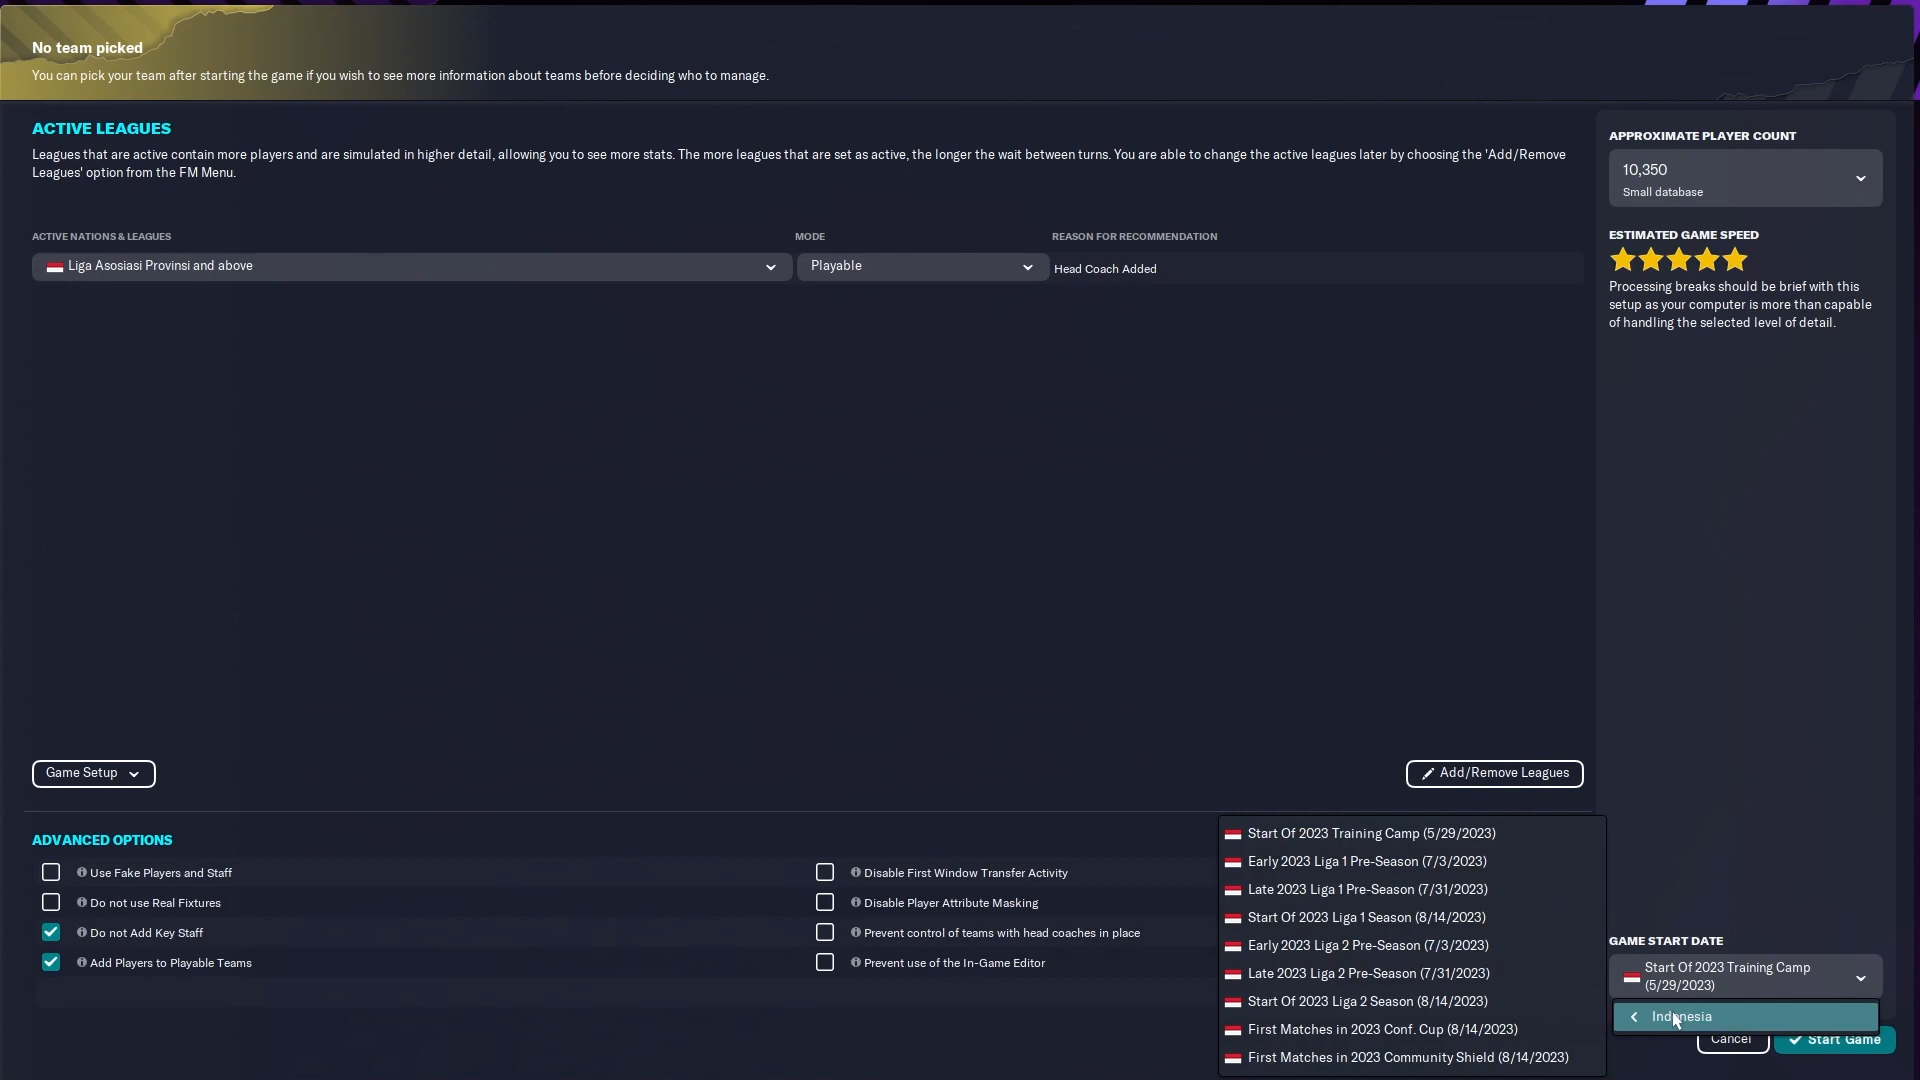 No team picked
You can pick your team after starting the game if you wish to see more information about teams before deciding who to manage.
ACTIVE LEAGUES
Leagues that are active contain more players and are simulated in higher detail, allowing you to see more stats. The more leagues that are set as active, the longer the wait between turns. You are able to change the active leagues later by choosing the 'Add/Remove
Leagues' option from the FM Menu.
ACTIVE NATIONS & LEAGUES
MODE
REASON FOR RECOMMENDATION
Liga Asosiasi Provinsi and above
Playable
Head Coach Added
APPROXIMATE PLAYER COUNT
10,350
Small database
ESTIMATED GAME SPEED
Processing breaks should be brief with this
setup as your computer is more than capable
of handling the selected level of detail.
Game Setup
Add/Remove Leagues
ADVANCED OPTIONS
Use Fake Players and Staff
Do not use Real Fixtures
Do not Add Key Staff
Add Players to Playable Teams
Disable First Window Transfer Activity
Disable Player Attribute Masking
Prevent control of teams with head coaches in place
Prevent use of the In-Game Editor
Start Of 2023 Training Camp (5/29/2023)
Early 2023 Liga 1 Pre-Season (7/3/2023)
Late 2023 Liga 1 Pre-Season (7/31/2023)
Start Of 2023 Liga 1 Season (8/14/2023)
Early 2023 Liga 2 Pre-Season (7/3/2023)
Late 2023 Liga 2 Pre-Season (7/31/2023)
Start Of 2023 Liga 2 Season (8/14/2023)
First Matches in 2023 Conf. Cup (8/14/2023)
First Matches in 2023 Community Shield (8/14/2023)
GAME START DATE
Start Of 2023 Training Camp
(5/29/2023)
Indonesia
Cancel
Start Game